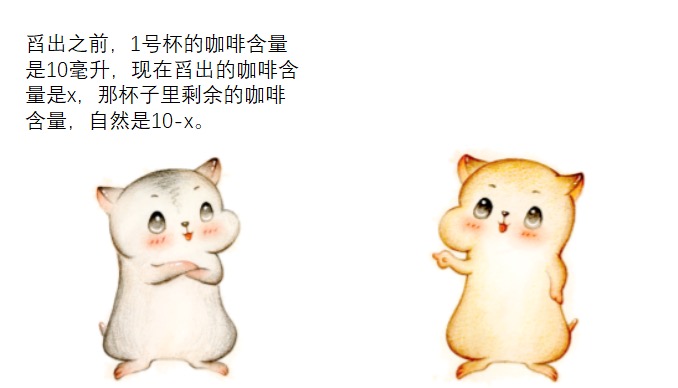 舀出之前，1号杯的咖啡含量
是10毫升，现在舀出的咖啡含
量是x，那杯子里剩余的咖啡
含量，自然是10-x。